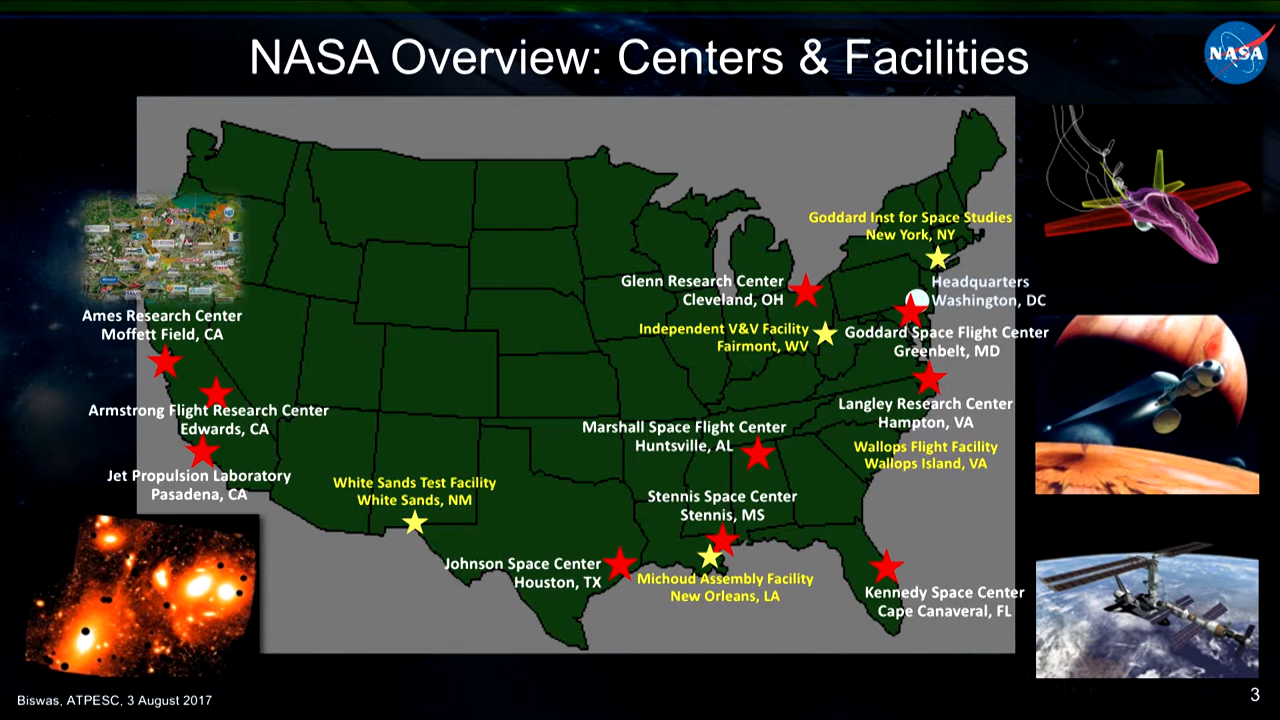 NASA Overview: Centers & Facilities
NASA
Goddard Inst for Space Studies
New York, NY
Glenn Research Center
Cleveland, OH
Headquarters
Washington, DC
Ames Research Center
Moffett Field, CA
Independent V&V Facility
Fairmont, WV
Goddard Space Flight Center
Greenbelt, MD
Armstrong Flight Research Center
Edwards, CA
Langley Research Center
Hampton, VA
Marshall Space Flight Center
Huntsville, AL
Wallops Flight Facility
Wallops Island, VA
Jet Propulsion Laboratory
Pasadena, CA
White Sands Test Facility
White Sands, NM
Stennis Space Center
Stennis, MS
Johnson Space Center
Houston, TX
Michoud Assembly Facility
New Orleans, LA
Kennedy Space Center
Cape Canaveral, FL
Biswas, ATPESC, 3 August 2017
3